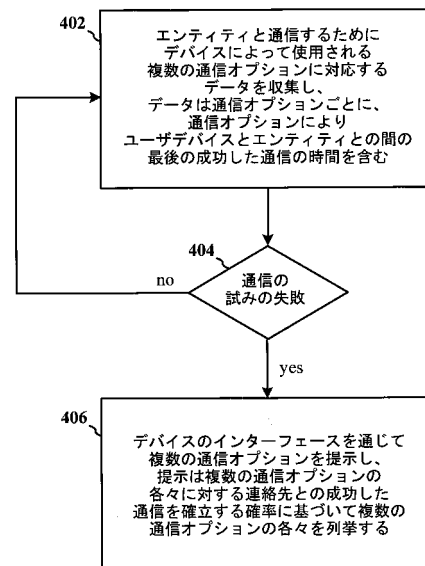 402
エンティティと通信するために
デバイスによって使用される
複数の通信オプションに対応する
データを収集し、
データは通信オプションごとに、
通信オプションにより
ユーザデバイスとエンティティとの間の
最後の成功した通信の時間を含む
404
通信の
試みの失敗
no
yes
406
デバイスのインターフェースを通じて
複数の通信オプションを提示し、
提示は複数の通信オプションの
各々に対する連絡先との成功した
通信を確立する確率に基づいて複数の
通信オプションの各々を列挙する